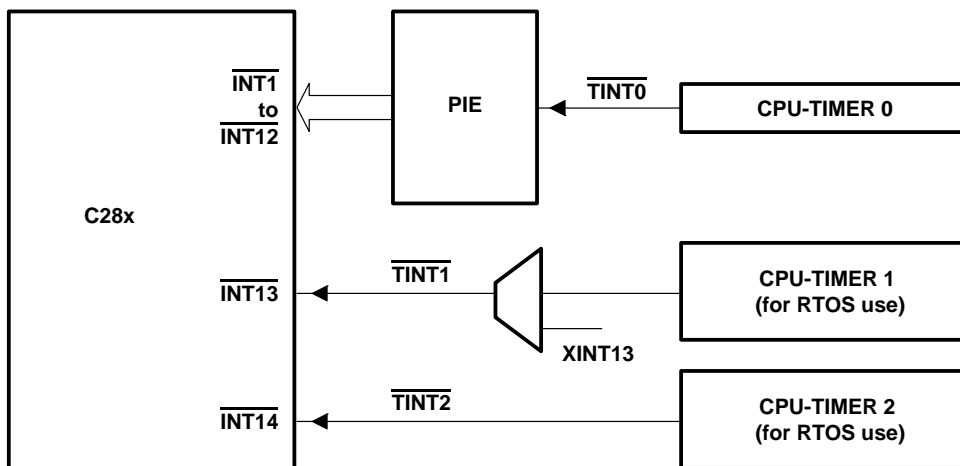 INT1
to
INT12
PIE
TINT0
CPU-TIMER 0
C28x
INT13
TINT1
CPU-TIMER 1
(for RTOS use)
XINT13
INT14
TINT2
CPU-TIMER 2
(for RTOS use)